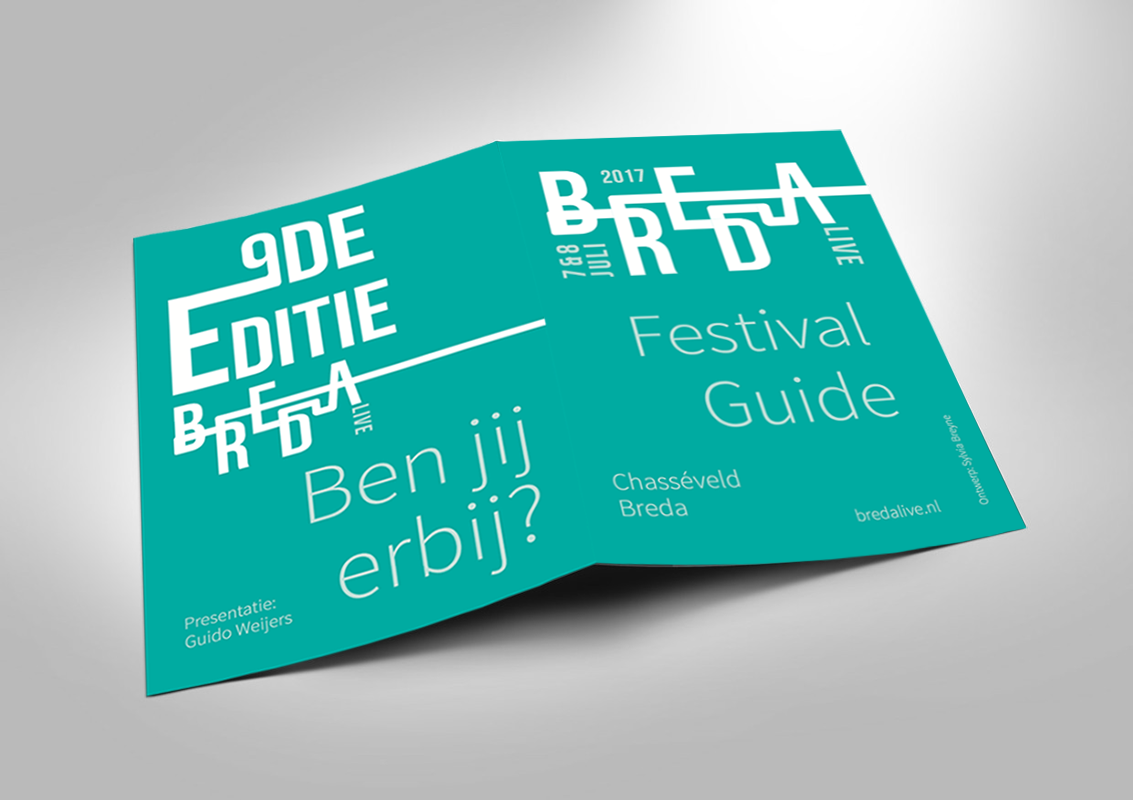 9DE
EDITIE
BREDA
LIVE
Ben jij
erbij?
Presentatie:
Guido Weijers
2017
BREDA
LIVE
7&8
JULI
Festival
Guide
Chasséveld
Breda
bredalive.nl
Ontwerp: Sylvia Breyne